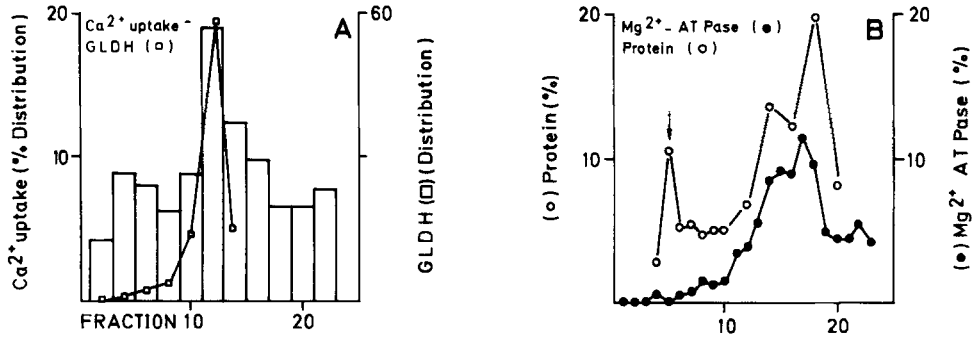 20
60
Ca²⁺ uptake -
GLDH (□)
A
10
Ca²⁺ uptake (% Distribution)
GLDH (□) (Distribution)
FRACTION 10
20
20
20
Mg²⁺ - AT Pase (●)
Protein (○)
B
10
10
(○) Protein (%)
(●) Mg²⁺ AT Pase (%)
10
20